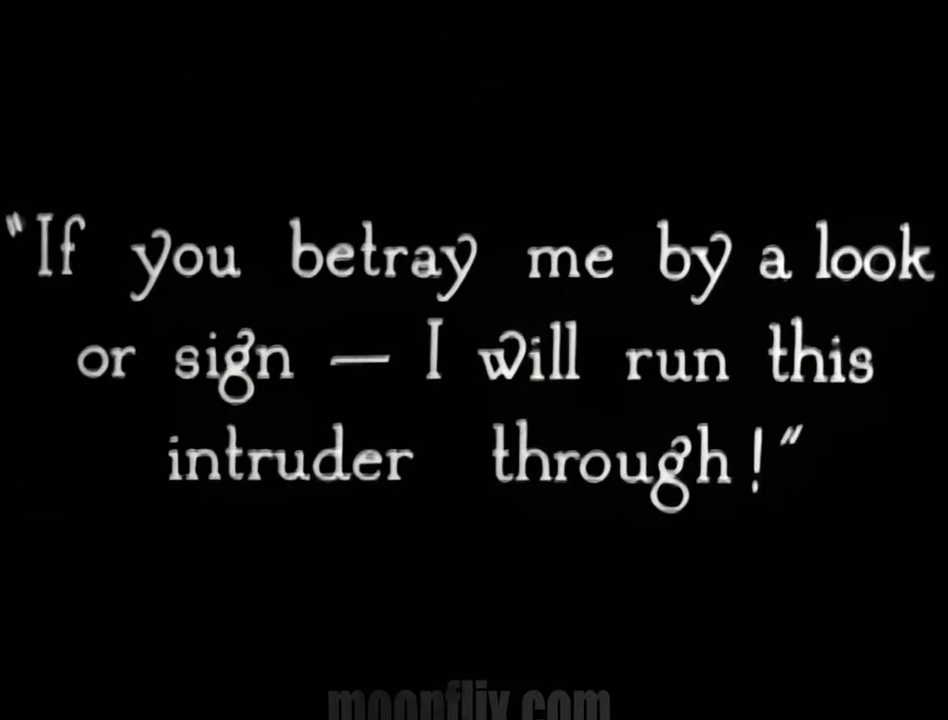 "If you betray me by a look
or sign — I will run this
intruder through!"
moonflix.com